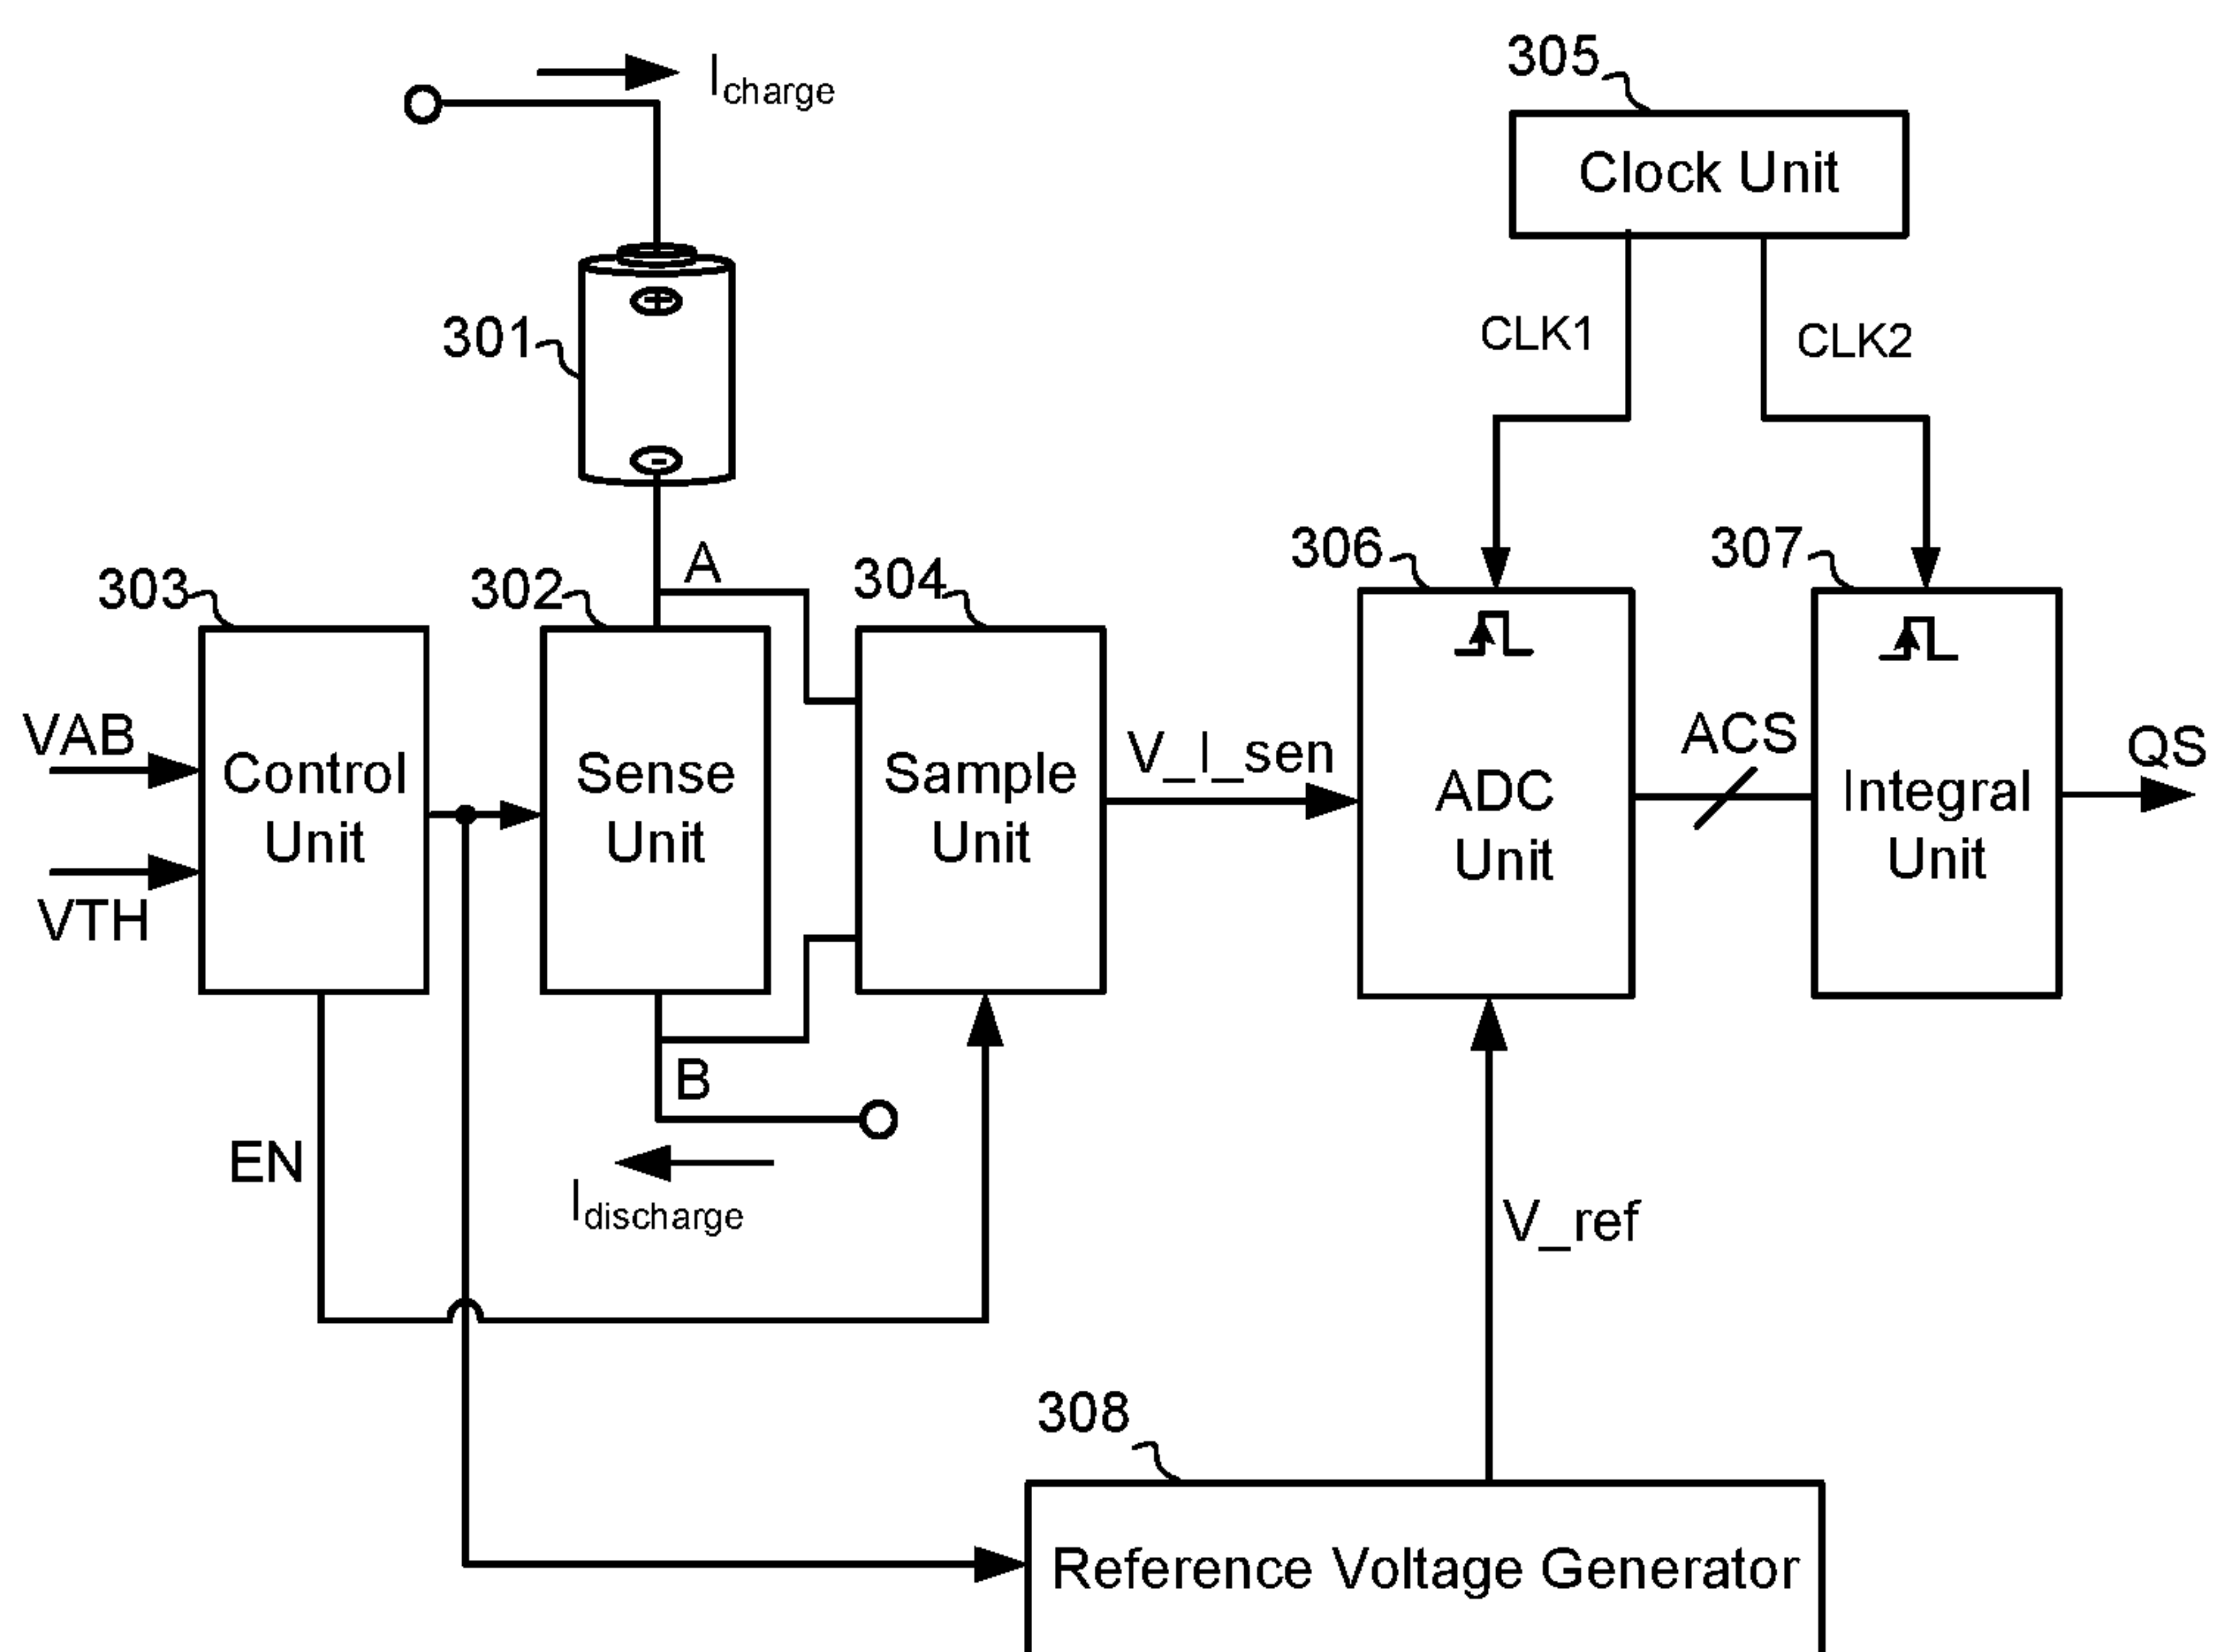 305
Icharge
Clock Unit
+
301
CLK1
CLK2
-
306
307
A
303
302
304
VAB
ACS
QS
V_I_sen
Control
Unit
Sense
Unit
Sample
Unit
ADC
Unit
Integral
Unit
VTH
B
EN
Idischarge
V_ref
308
Reference Voltage Generator